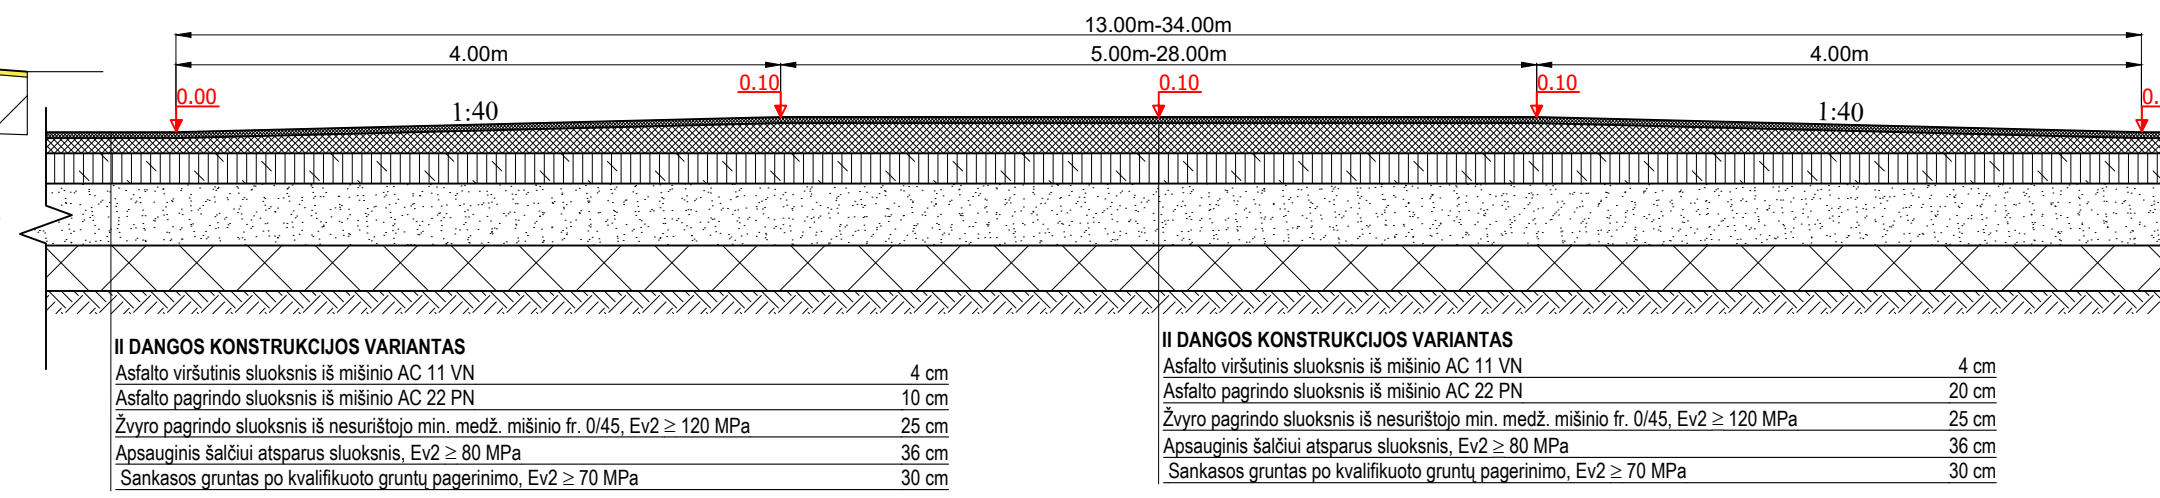 13.00m-34.00m
4.00m 5.00m-28.00m 4.00m
0.00 0.10 0.10 0.10 0.
1:40 1:40
II DANGOS KONSTRUKCIJOS VARIANTAS
Asfalto viršutinis sluoksnis iš mišinio AC 11 VN 4 cm
Asfalto pagrindo sluoksnis iš mišinio AC 22 PN 10 cm
Žvyro pagrindo sluoksnis iš nesurištojo min. medž. mišinio fr. 0/45, Ev2 ≥ 120 MPa 25 cm
Apsauginis šalčiui atsparus sluoksnis, Ev2 ≥ 80 MPa 36 cm
Sankasos gruntas po kvalifikuoto gruntų pagerinimo, Ev2 ≥ 70 MPa 30 cm
II DANGOS KONSTRUKCIJOS VARIANTAS
Asfalto viršutinis sluoksnis iš mišinio AC 11 VN 4 cm
Asfalto pagrindo sluoksnis iš mišinio AC 22 PN 20 cm
Žvyro pagrindo sluoksnis iš nesurištojo min. medž. mišinio fr. 0/45, Ev2 ≥ 120 MPa 25 cm
Apsauginis šalčiui atsparus sluoksnis, Ev2 ≥ 80 MPa 36 cm
Sankasos gruntas po kvalifikuoto gruntų pagerinimo, Ev2 ≥ 70 MPa 30 cm